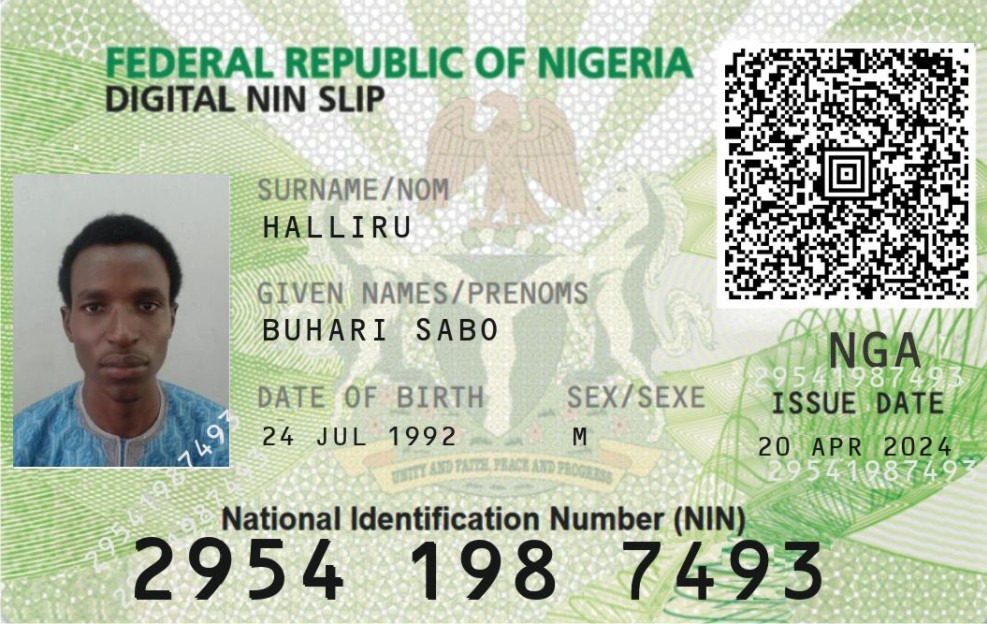 FEDERAL REPUBLIC OF NIGERIA
DIGITAL NIN SLIP
SURNAME/NOM
HALLIRU
GIVEN NAMES/PRENOMS
BUHARI SABO
DATE OF BIRTH
SEX/SEXE
24 JUL 1992
M
NGA
29541987493
ISSUE DATE
20 APR 2024
29541987493
UNITY AND FAITH, PEACE AND PROGRESS
29541987493
National Identification Number (NIN)
2954 198 7493